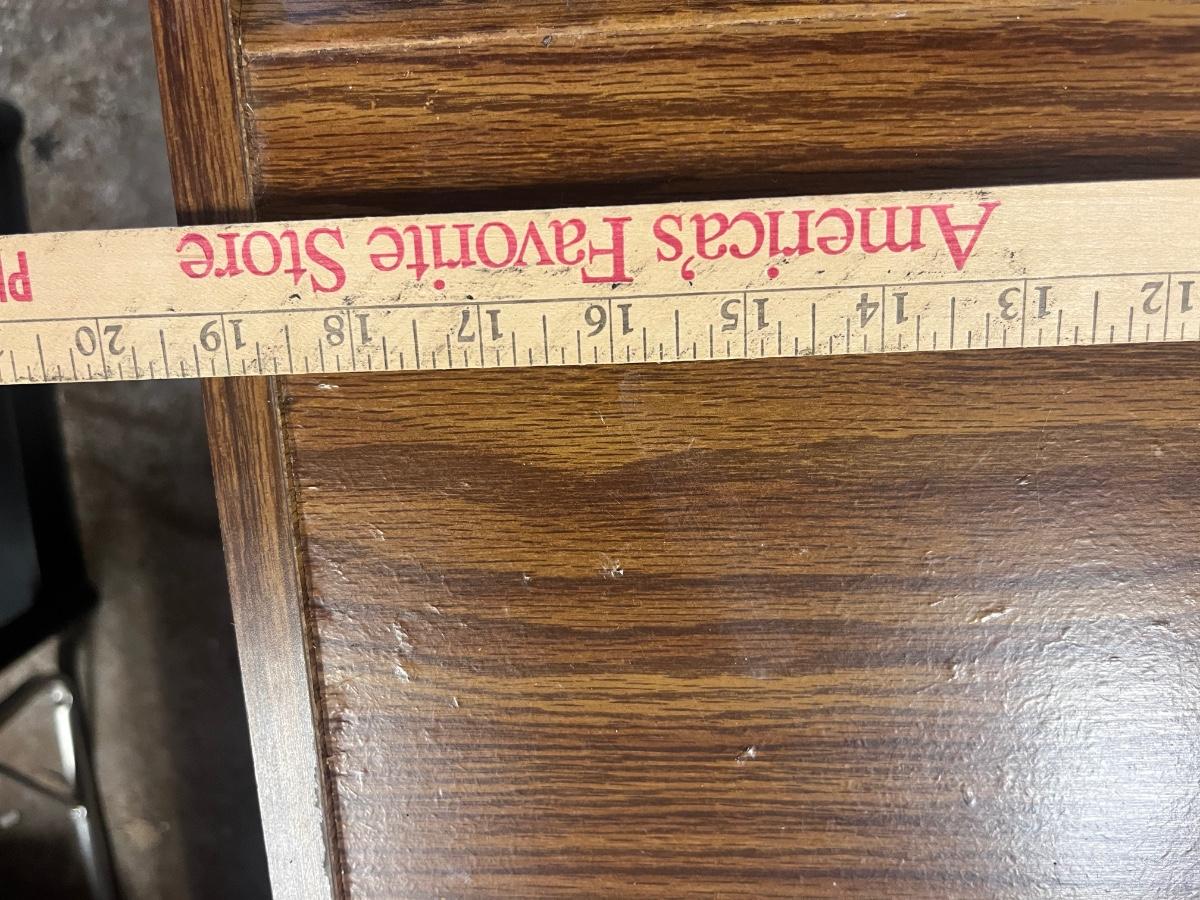 12 13 14 15 16 17 18 19 20
America's Favorite Store